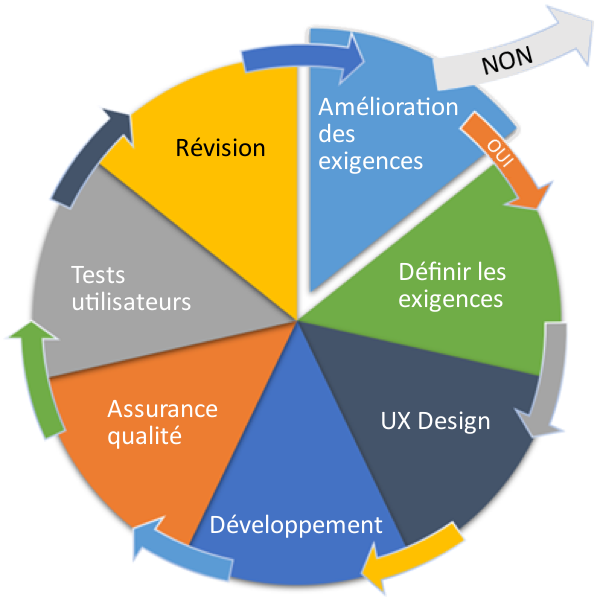 NON
Amélioration
des
exigences
OUI
Définir les
exigences
UX Design
Développement
Assurance
qualité
Tests
utilisateurs
Révision